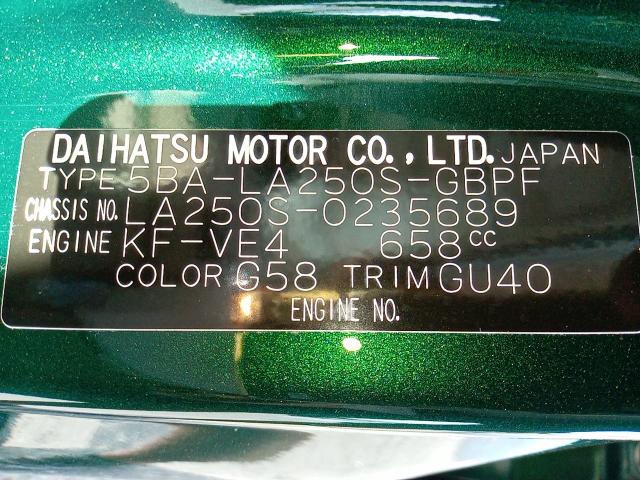 DAIHATSU MOTOR CO., LTD. JAPAN
TYPE 5BA-LA250S-GBPF
CHASSIS NO. LA250S-0235689
ENGINE KF-VE4 658cc
COLOR G58 TRIM GU40
ENGINE NO.